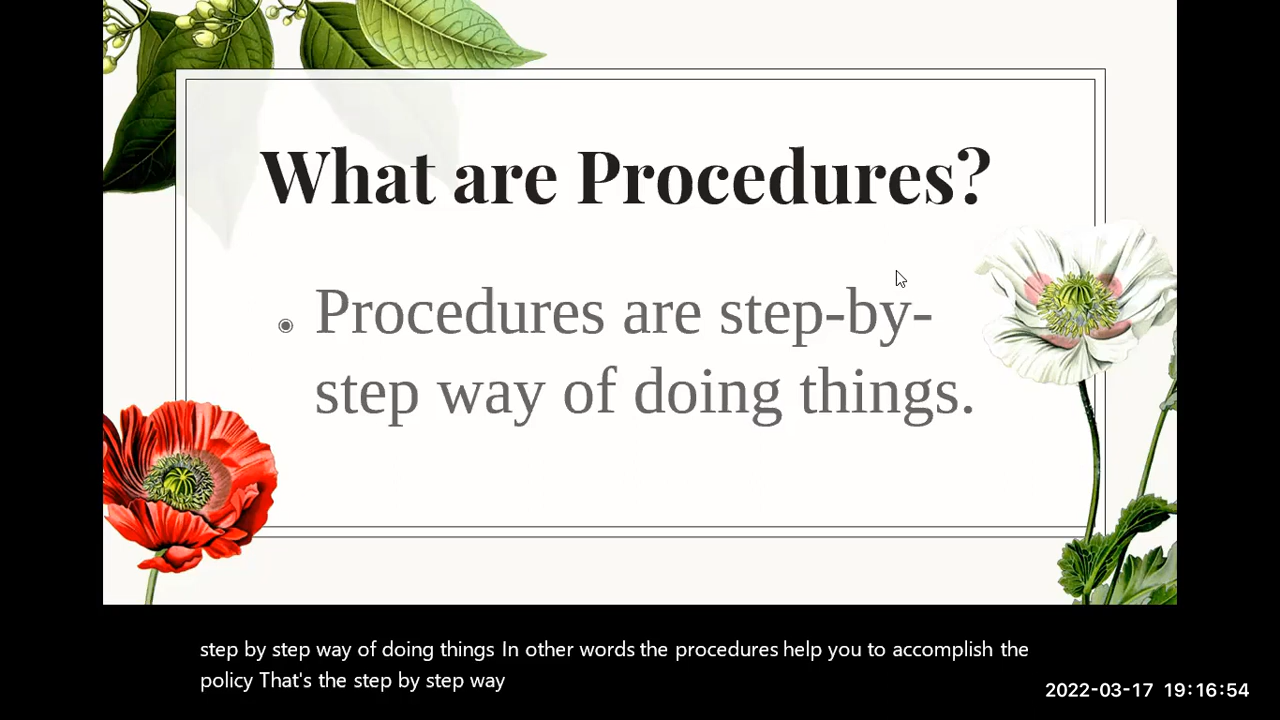 What are Procedures?
Procedures are step-by-
step way of doing things.
step by step way of doing things In other words the procedures help you to accomplish the
policy That's the step by step way
2022-03-17 19:16:54